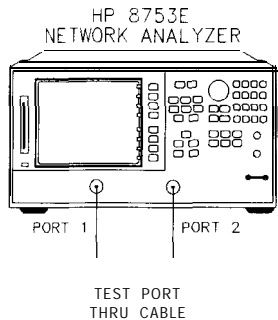 HP 8753E
NETWORK ANALYZER
PORT 1 PORT 2
TEST PORT
THRU CABLE